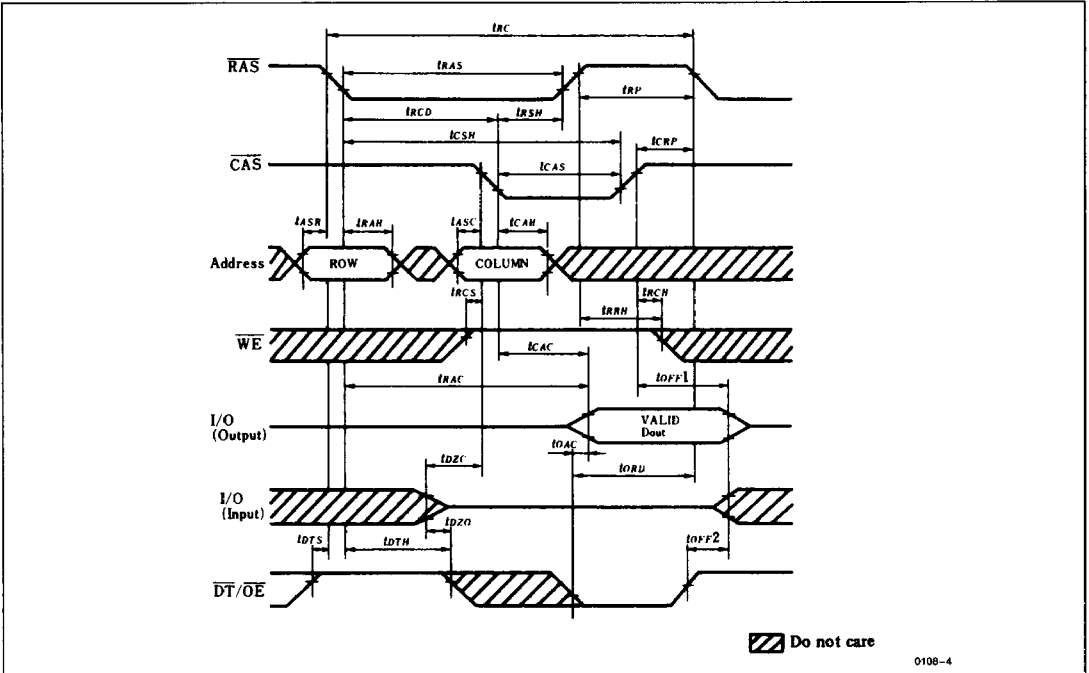 tRC
RAS
tRAS
tRP
tRCD
tRSH
tCSH
tCRP
CAS
tCAS
tASR
tRAH
tASC
tCAH
Address
ROW
COLUMN
tRCS
tRCH
tRRH
WE
tCAC
tRAC
tOFF1
I/O
(Output)
VALID
Dout
tOAC
tDZC
tORD
I/O
(Input)
tDZO
tDTS
tDTH
tOFF2
DT/OE
Do not care
0108-4